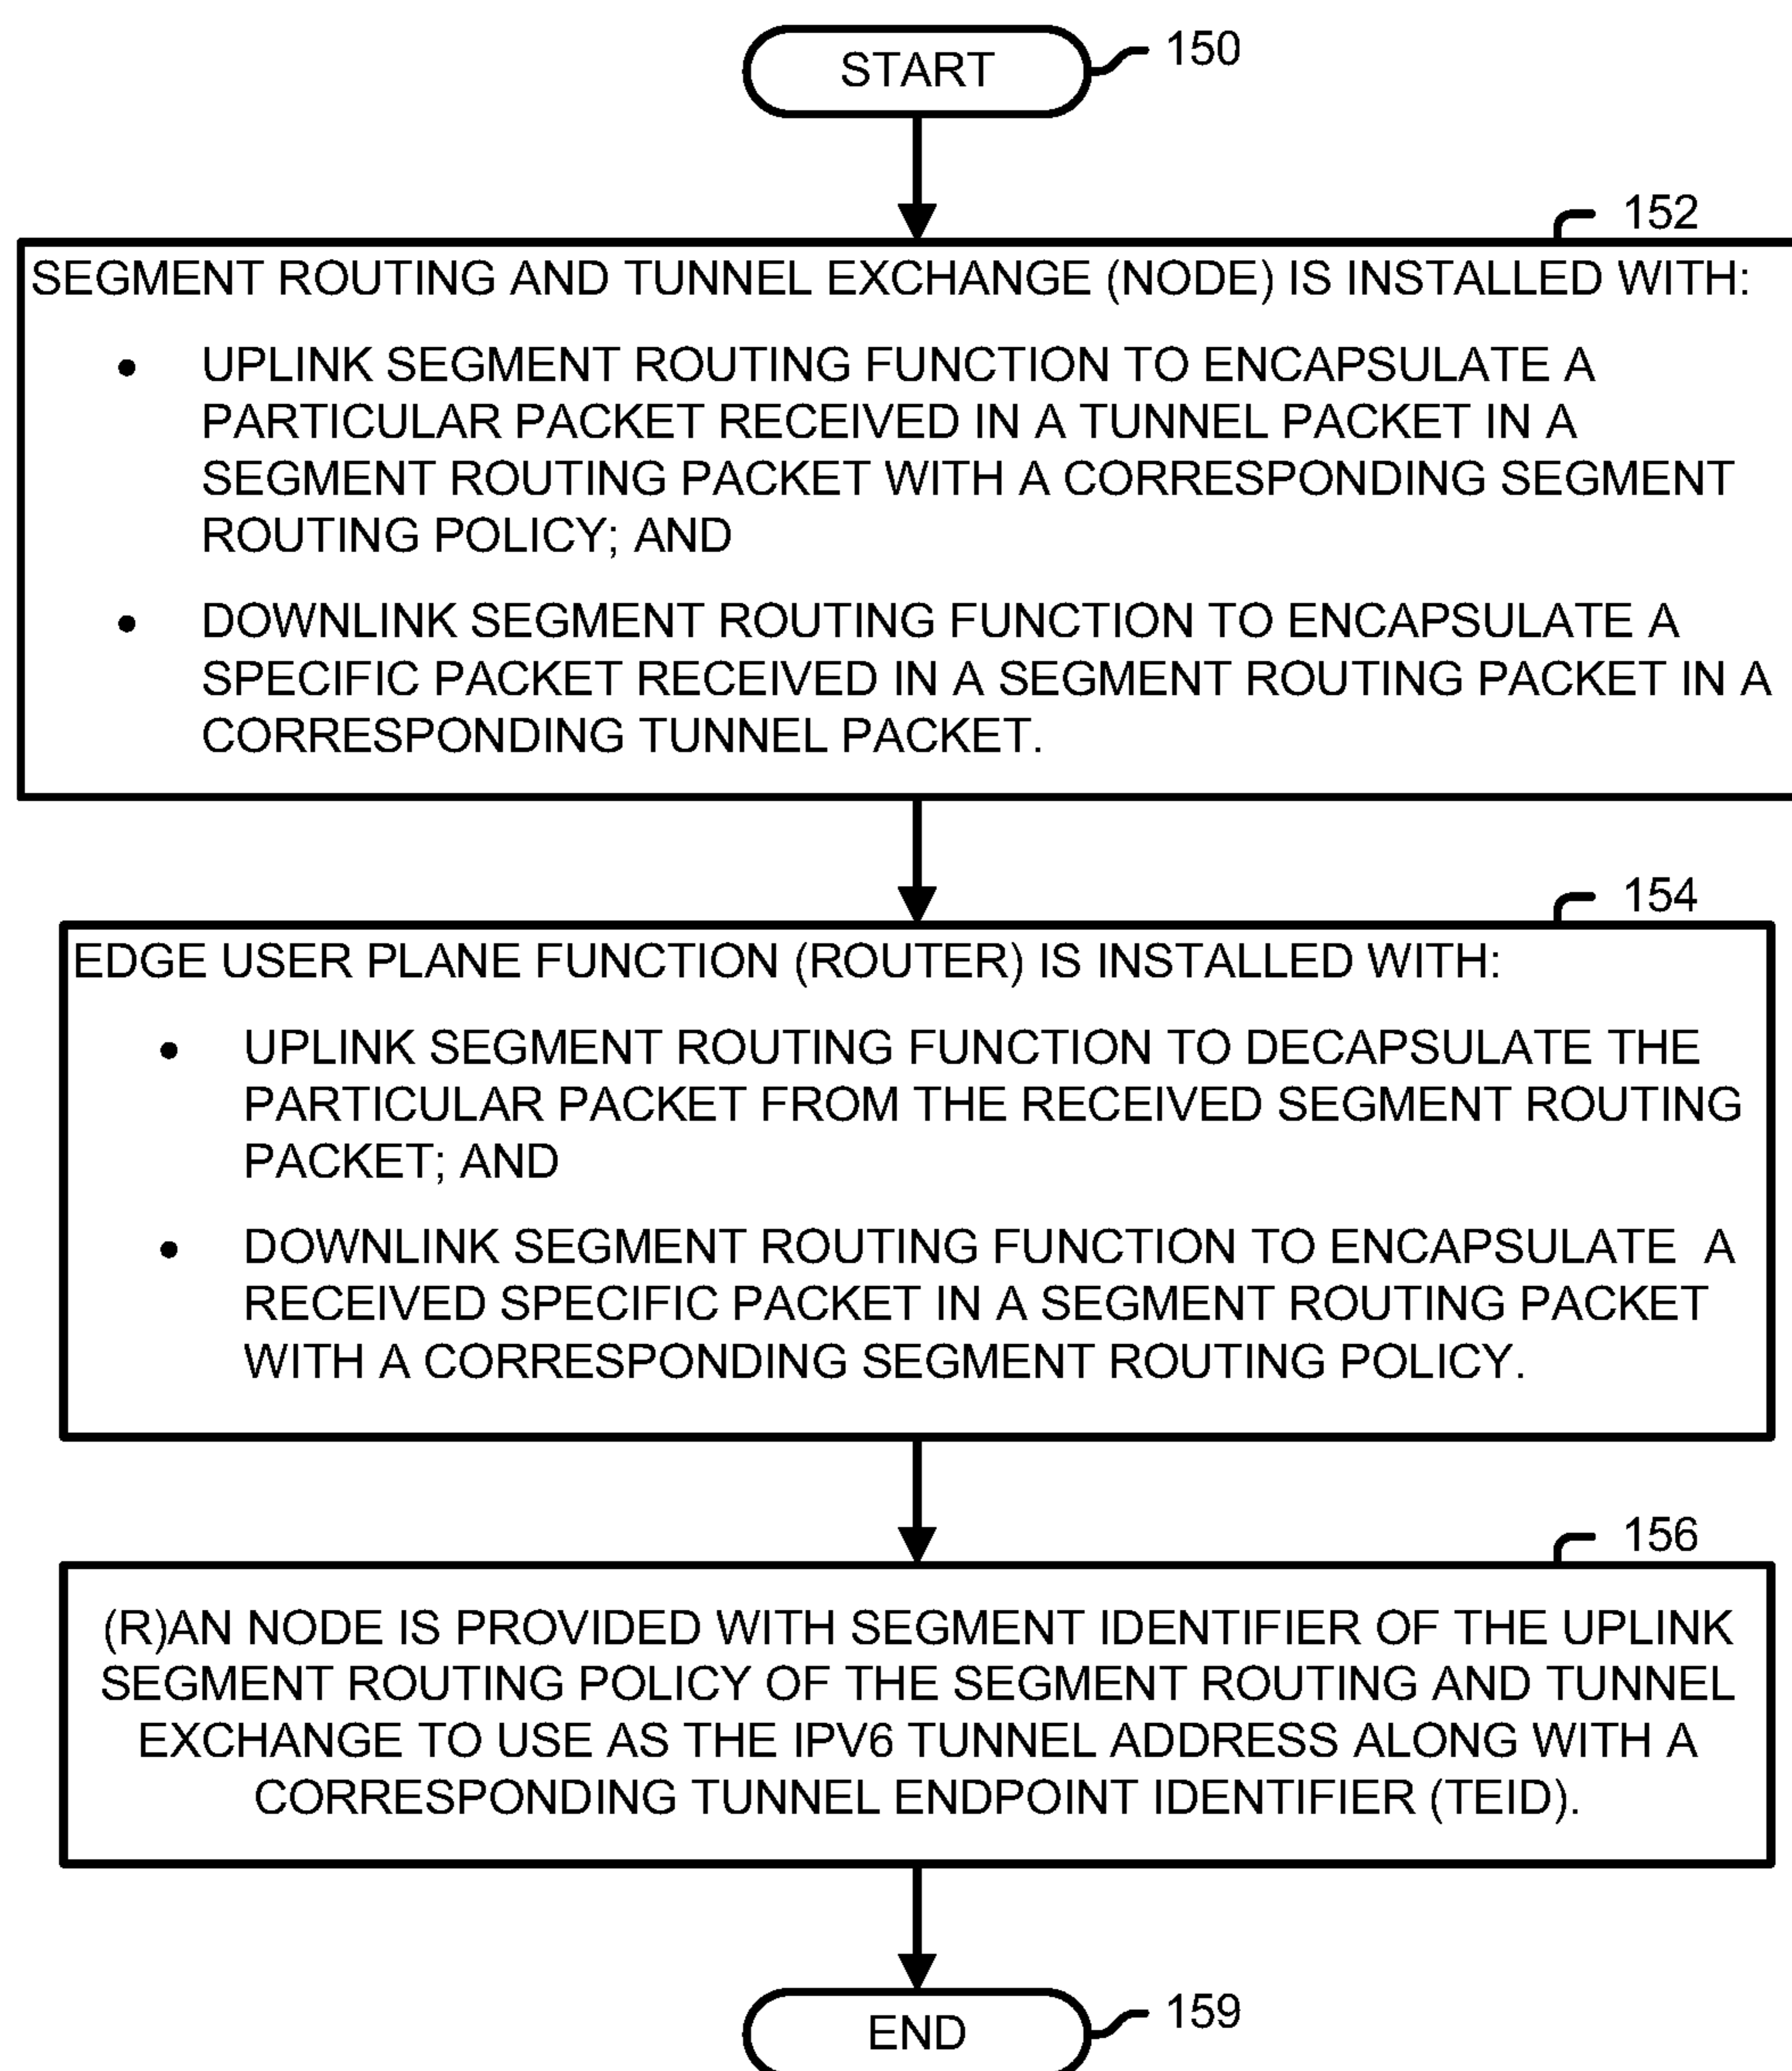 START
150
152
SEGMENT ROUTING AND TUNNEL EXCHANGE (NODE) IS INSTALLED WITH:
• UPLINK SEGMENT ROUTING FUNCTION TO ENCAPSULATE A
PARTICULAR PACKET RECEIVED IN A TUNNEL PACKET IN A
SEGMENT ROUTING PACKET WITH A CORRESPONDING SEGMENT
ROUTING POLICY; AND
• DOWNLINK SEGMENT ROUTING FUNCTION TO ENCAPSULATE A
SPECIFIC PACKET RECEIVED IN A SEGMENT ROUTING PACKET IN A
CORRESPONDING TUNNEL PACKET.
154
EDGE USER PLANE FUNCTION (ROUTER) IS INSTALLED WITH:
• UPLINK SEGMENT ROUTING FUNCTION TO DECAPSULATE THE
PARTICULAR PACKET FROM THE RECEIVED SEGMENT ROUTING
PACKET; AND
• DOWNLINK SEGMENT ROUTING FUNCTION TO ENCAPSULATE A
RECEIVED SPECIFIC PACKET IN A SEGMENT ROUTING PACKET
WITH A CORRESPONDING SEGMENT ROUTING POLICY.
156
(R)AN NODE IS PROVIDED WITH SEGMENT IDENTIFIER OF THE UPLINK
SEGMENT ROUTING POLICY OF THE SEGMENT ROUTING AND TUNNEL
EXCHANGE TO USE AS THE IPV6 TUNNEL ADDRESS ALONG WITH A
CORRESPONDING TUNNEL ENDPOINT IDENTIFIER (TEID).
END
159